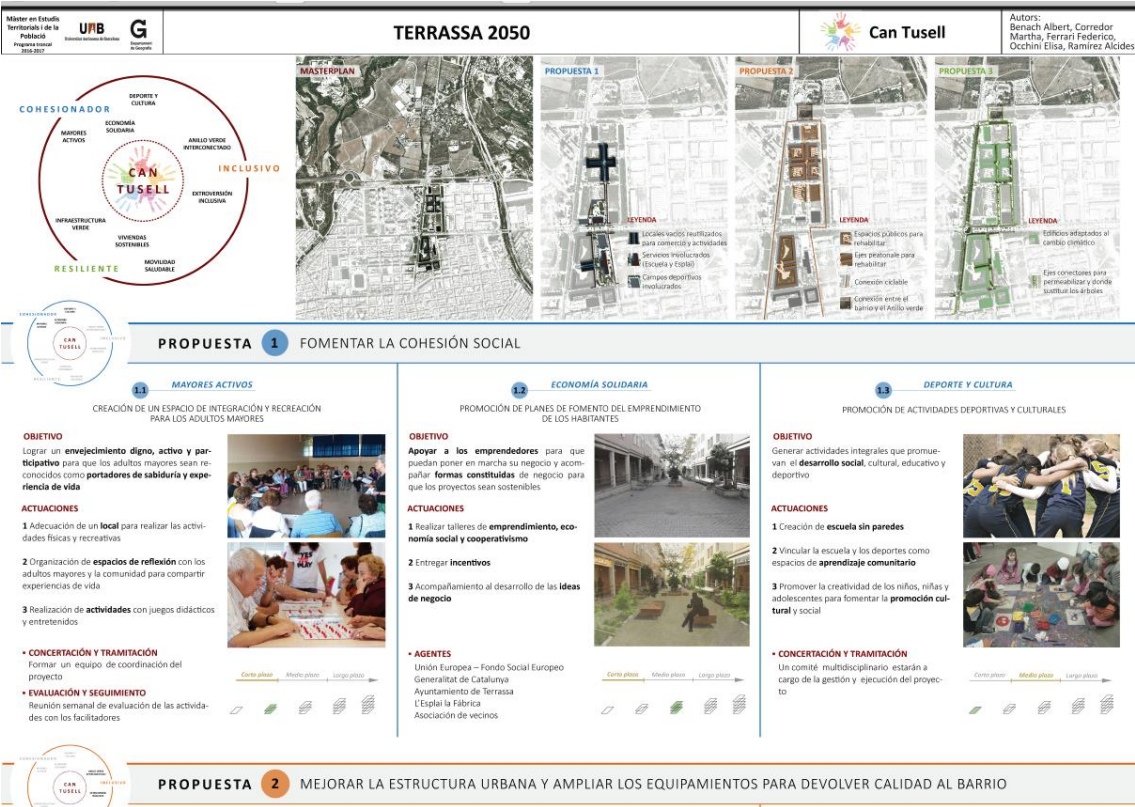 Màster en Estudis
Territorials i de la
Població
Programa troncal
2016-2017
UAB
Universitat Autònoma de Barcelona
G
Departament
de Geografia
TERRASSA 2050
Can Tusell
Autors:
Benach Albert, Corredor
Martha, Ferrari Federico,
Occhini Elisa, Ramírez Alcides
COHESIONADOR
DEPORTE Y
CULTURA
ECONOMÍA
SOLIDARIA
MAYORES
ACTIVOS
ANILLO VERDE
INTERCONECTADO
INCLUSIVO
CAN
TUSELL
EXTROVERSIÓN
INCLUSIVA
INFRAESTRUCTURA
VERDE
VIVIENDAS
SOSTENIBLES
MOVILIDAD
SALUDABLE
RESILIENTE
MASTERPLAN
PROPUESTA 1
LEYENDA
Locales vacíos reutilizados
para comercio y actividades
Servicios involucrados
(Escuela y Esplai)
Campos deportivos
involucrados
PROPUESTA 2
LEYENDA
Espacios públicos para
rehabilitar
Ejes peatonale para
rehabilitar
Conexión ciclable
Conexión entre el
barrio y el Anillo verde
PROPUESTA 3
LEYENDA
Edificios adaptados al
cambio climático
Ejes conectores para
permeabilizar y donde
sustituir los árboles
COHESIONADOR
INCLUSIVO
CAN
TUSELL
RESILIENTE
PROPUESTA 1 FOMENTAR LA COHESIÓN SOCIAL
1.1 MAYORES ACTIVOS
CREACIÓN DE UN ESPACIO DE INTEGRACIÓN Y RECREACIÓN
PARA LOS ADULTOS MAYORES
OBJETIVO
Lograr un envejecimiento digno, activo y par-
ticipativo para que los adultos mayores sean re-
conocidos como portadores de sabiduría y expe-
riencia de vida
ACTUACIONES
1 Adecuación de un local para realizar las activi-
dades físicas y recreativas
2 Organización de espacios de reflexión con los
adultos mayores y la comunidad para compartir
experiencias de vida
3 Realización de actividades con juegos didácticos
y entretenidos
• CONCERTACIÓN Y TRAMITACIÓN
Formar un equipo de coordinación del
proyecto
• EVALUACIÓN Y SEGUIMIENTO
Reunión semanal de evaluación de las activida-
des con los facilitadores
Corto plazo Medio plazo Largo plazo
1.2 ECONOMÍA SOLIDARIA
PROMOCIÓN DE PLANES DE FOMENTO DEL EMPRENDIMIENTO
DE LOS HABITANTES
OBJETIVO
Apoyar a los emprendedores para que
puedan poner en marcha su negocio y acom-
pañar formas constituidas de negocio para
que los proyectos sean sostenibles
ACTUACIONES
1 Realizar talleres de emprendimiento, eco-
nomía social y cooperativismo
2 Entregar incentivos
3 Acompañamiento al desarrollo de las ideas
de negocio
• AGENTES
Unión Europea – Fondo Social Europeo
Generalitat de Catalunya
Ayuntamiento de Terrassa
L'Esplai la Fàbrica
Asociación de vecinos
Corto plazo Medio plazo Largo plazo
1.3 DEPORTE Y CULTURA
PROMOCIÓN DE ACTIVIDADES DEPORTIVAS Y CULTURALES
OBJETIVO
Generar actividades integrales que promue-
van el desarrollo social, cultural, educativo y
deportivo
ACTUACIONES
1 Creación de escuela sin paredes
2 Vincular la escuela y los deportes como
espacios de aprendizaje comunitario
3 Promover la creatividad de los niños, niñas y
adolescentes para fomentar la promoción cul-
tural y social
• CONCERTACIÓN Y TRAMITACIÓN
Un comité multidisciplinario estarán a
cargo de la gestión y ejecución del proyec-
to
Corto plazo Medio plazo Largo plazo
CAN
TUSELL
INCLUSIVO
PROPUESTA 2 MEJORAR LA ESTRUCTURA URBANA Y AMPLIAR LOS EQUIPAMIENTOS PARA DEVOLVER CALIDAD AL BARRIO